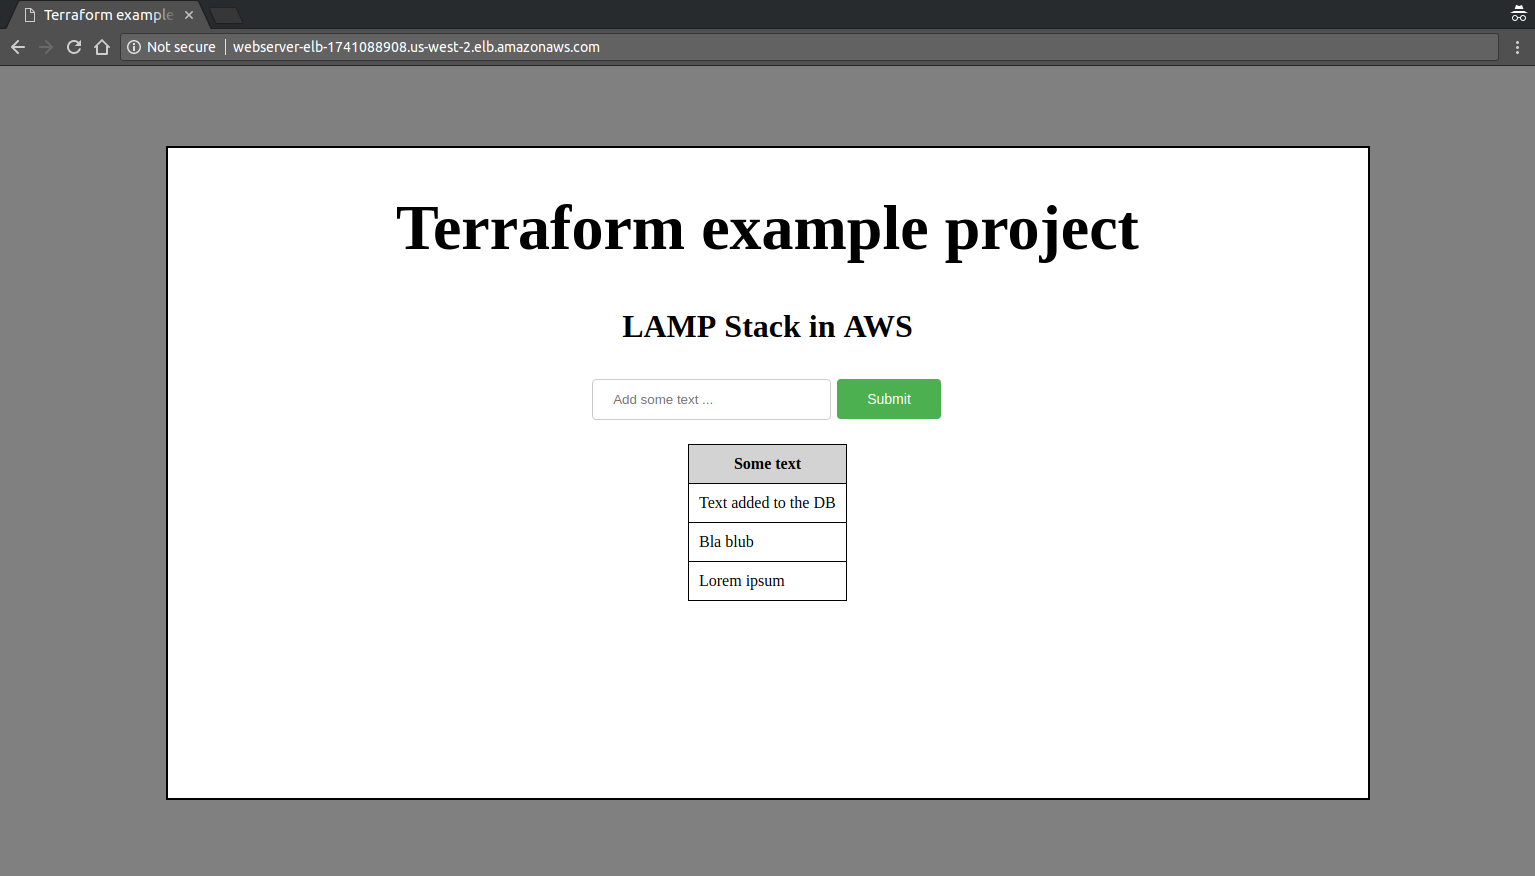 Terraform example
Not secure webserver-elb-1741088908.us-west-2.elb.amazonaws.com
Terraform example project
LAMP Stack in AWS
Add some text ... Submit
Some text
Text added to the DB
Bla blub
Lorem ipsum